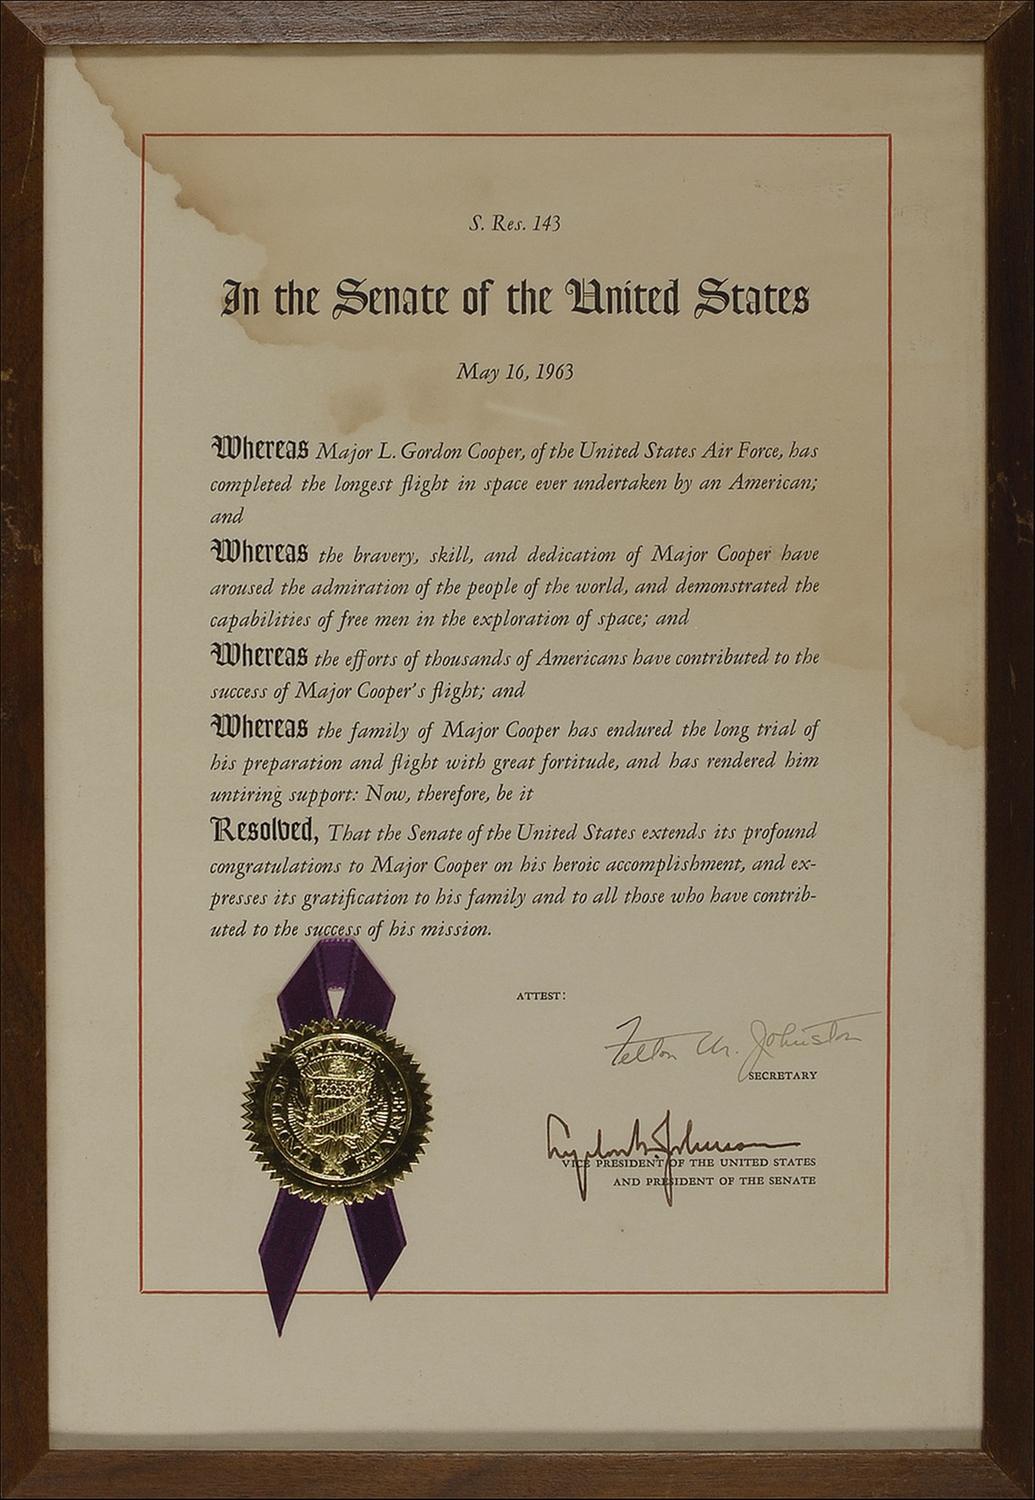 S. Res. 143
In the Senate of the United States
May 16, 1963
Whereas Major L. Gordon Cooper, of the United States Air Force, has
completed the longest flight in space ever undertaken by an American;
and
Whereas the bravery, skill, and dedication of Major Cooper have
aroused the admiration of the people of the world, and demonstrated the
capabilities of free men in the exploration of space; and
Whereas the efforts of thousands of Americans have contributed to the
success of Major Cooper's flight; and
Whereas the family of Major Cooper has endured the long trial of
his preparation and flight with great fortitude, and has rendered him
untiring support: Now, therefore, be it
Resolved, That the Senate of the United States extends its profound
congratulations to Major Cooper on his heroic accomplishment, and ex-
presses its gratification to his family and to all those who have contrib-
uted to the success of his mission.
ATTEST:
Felton M. Johnston
SECRETARY
Lyndon B. Johnson
VICE PRESIDENT OF THE UNITED STATES
AND PRESIDENT OF THE SENATE
UNITED STATES SENATE